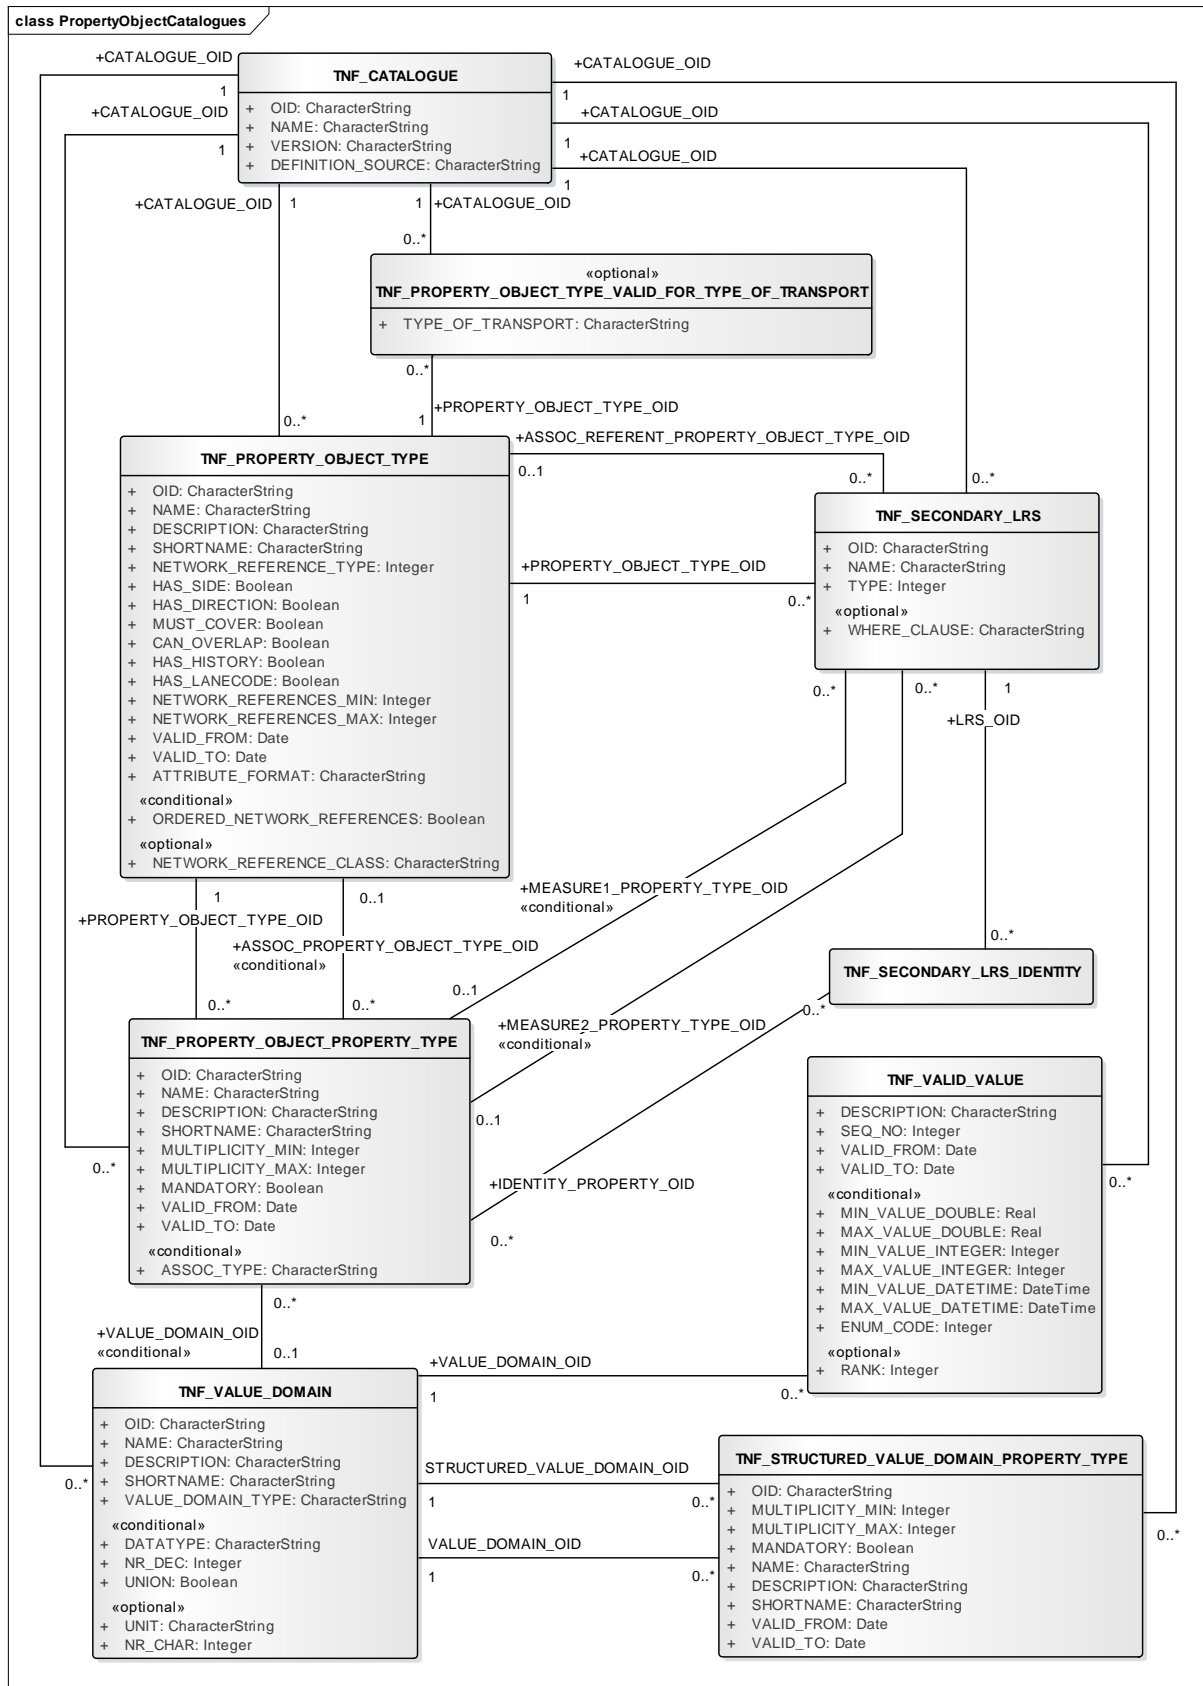 class PropertyObjectCatalogues
+CATALOGUE_OID
1
+CATALOGUE_OID
1
+CATALOGUE_OID
1
+CATALOGUE_OID
1
+CATALOGUE_OID
1
TNF_CATALOGUE
+ OID: CharacterString
+ NAME: CharacterString
+ VERSION: CharacterString
+ DEFINITION_SOURCE: CharacterString
+CATALOGUE_OID
1
1
+CATALOGUE_OID
0..*
«optional»
TNF_PROPERTY_OBJECT_TYPE_VALID_FOR_TYPE_OF_TRANSPORT
+ TYPE_OF_TRANSPORT: CharacterString
0..*
+PROPERTY_OBJECT_TYPE_OID
1
0..*
+ASSOC_REFERENT_PROPERTY_OBJECT_TYPE_OID
0..1
0..*
0..*
TNF_PROPERTY_OBJECT_TYPE
+ OID: CharacterString
+ NAME: CharacterString
+ DESCRIPTION: CharacterString
+ SHORTNAME: CharacterString
+ NETWORK_REFERENCE_TYPE: Integer
+ HAS_SIDE: Boolean
+ HAS_DIRECTION: Boolean
+ MUST_COVER: Boolean
+ CAN_OVERLAP: Boolean
+ HAS_HISTORY: Boolean
+ HAS_LANECODE: Boolean
+ NETWORK_REFERENCES_MIN: Integer
+ NETWORK_REFERENCES_MAX: Integer
+ VALID_FROM: Date
+ VALID_TO: Date
+ ATTRIBUTE_FORMAT: CharacterString
«conditional»
+ ORDERED_NETWORK_REFERENCES: Boolean
«optional»
+ NETWORK_REFERENCE_CLASS: CharacterString
+PROPERTY_OBJECT_TYPE_OID
1
0..*
TNF_SECONDARY_LRS
+ OID: CharacterString
+ NAME: CharacterString
+ TYPE: Integer
«optional»
+ WHERE_CLAUSE: CharacterString
0..*
0..*
1
+LRS_OID
0..*
TNF_SECONDARY_LRS_IDENTITY
0..*
1
+PROPERTY_OBJECT_TYPE_OID
0..*
0..1
+ASSOC_PROPERTY_OBJECT_TYPE_OID
«conditional»
0..*
+MEASURE1_PROPERTY_TYPE_OID
«conditional»
0..1
+MEASURE2_PROPERTY_TYPE_OID
«conditional»
0..1
+IDENTITY_PROPERTY_OID
0..*
TNF_PROPERTY_OBJECT_PROPERTY_TYPE
+ OID: CharacterString
+ NAME: CharacterString
+ DESCRIPTION: CharacterString
+ SHORTNAME: CharacterString
+ MULTIPLICITY_MIN: Integer
+ MULTIPLICITY_MAX: Integer
+ MANDATORY: Boolean
+ VALID_FROM: Date
+ VALID_TO: Date
«conditional»
+ ASSOC_TYPE: CharacterString
0..*
TNF_VALID_VALUE
+ DESCRIPTION: CharacterString
+ SEQ_NO: Integer
+ VALID_FROM: Date
+ VALID_TO: Date
«conditional»
+ MIN_VALUE_DOUBLE: Real
+ MAX_VALUE_DOUBLE: Real
+ MIN_VALUE_INTEGER: Integer
+ MAX_VALUE_INTEGER: Integer
+ MIN_VALUE_DATETIME: DateTime
+ MAX_VALUE_DATETIME: DateTime
+ ENUM_CODE: Integer
«optional»
+ RANK: Integer
0..*
0..*
+VALUE_DOMAIN_OID
«conditional»
0..1
+VALUE_DOMAIN_OID
1
0..*
TNF_VALUE_DOMAIN
+ OID: CharacterString
+ NAME: CharacterString
+ DESCRIPTION: CharacterString
+ SHORTNAME: CharacterString
+ VALUE_DOMAIN_TYPE: CharacterString
«conditional»
+ DATATYPE: CharacterString
+ NR_DEC: Integer
+ UNION: Boolean
«optional»
+ UNIT: CharacterString
+ NR_CHAR: Integer
0..*
STRUCTURED_VALUE_DOMAIN_OID
1
0..*
VALUE_DOMAIN_OID
1
0..*
TNF_STRUCTURED_VALUE_DOMAIN_PROPERTY_TYPE
+ OID: CharacterString
+ MULTIPLICITY_MIN: Integer
+ MULTIPLICITY_MAX: Integer
+ MANDATORY: Boolean
+ NAME: CharacterString
+ DESCRIPTION: CharacterString
+ SHORTNAME: CharacterString
+ VALID_FROM: Date
+ VALID_TO: Date
0..*